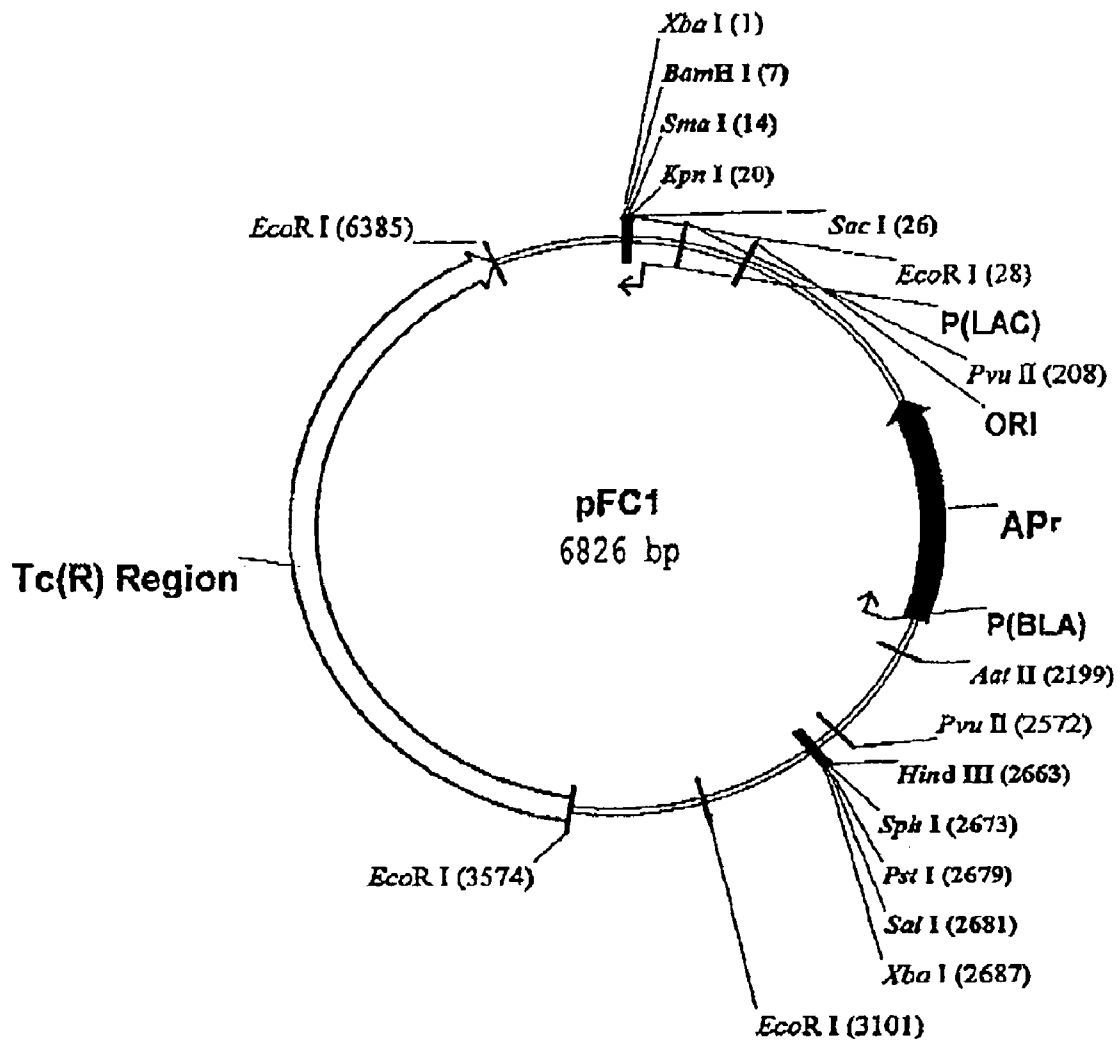 Xba I (1)
BamH I (7)
Sma I (14)
Kpn I (20)
EcoR I (6385)
Sac I (26)
EcoR I (28)
P(LAC)
Pvu II (208)
ORI
pFC1
6826 bp
APr
Tc(R) Region
P(BLA)
Aat II (2199)
Pvu II (2572)
Hind III (2663)
Sph I (2673)
EcoR I (3574)
Pst I (2679)
Sal I (2681)
Xba I (2687)
EcoR I (3101)